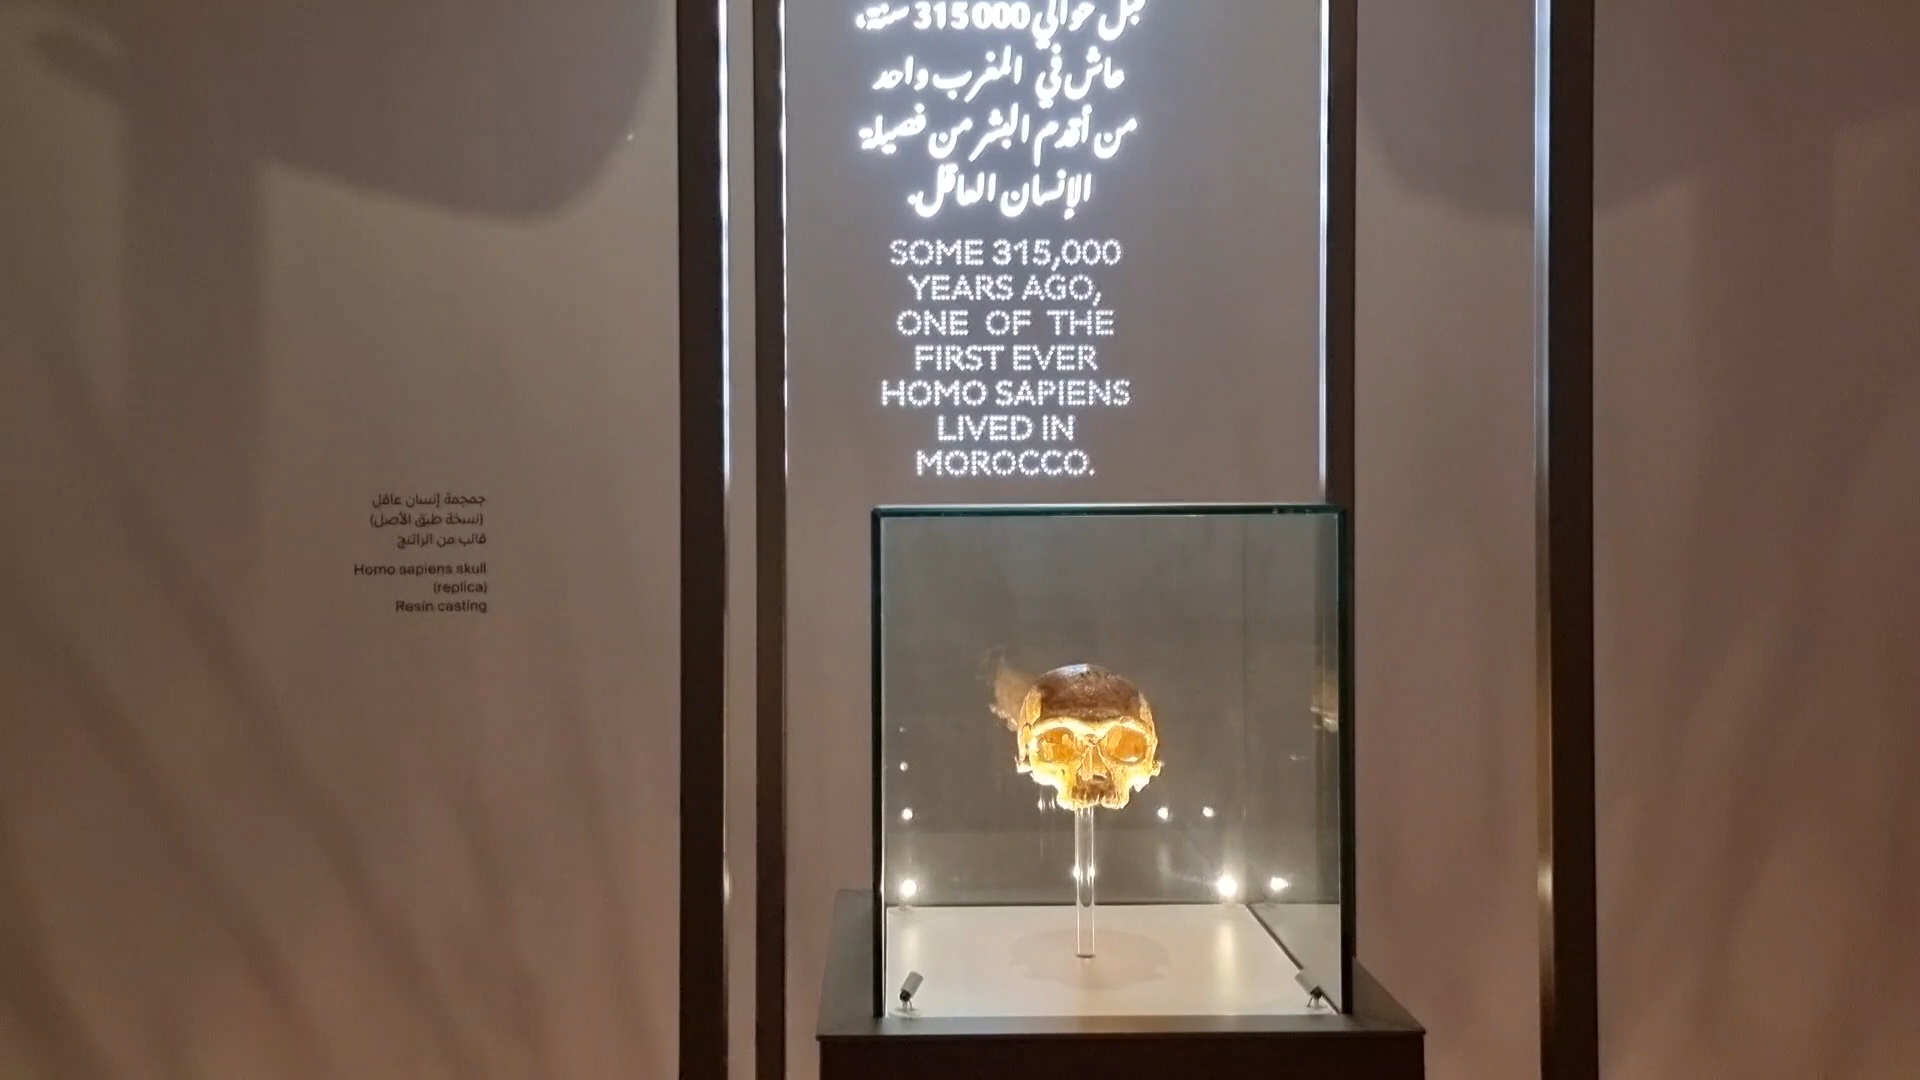 قبل حوالي 315 000 سنة،
عاش في المغرب واحد
من أقدم البشر من فصيلة
الإنسان العاقل.
SOME 315,000
YEARS AGO,
ONE OF THE
FIRST EVER
HOMO SAPIENS
LIVED IN
MOROCCO.
جمجمة إنسان عاقل
(نسخة طبق الأصل)
قالب من الراتنج
Homo sapiens skull
(replica)
Resin casting